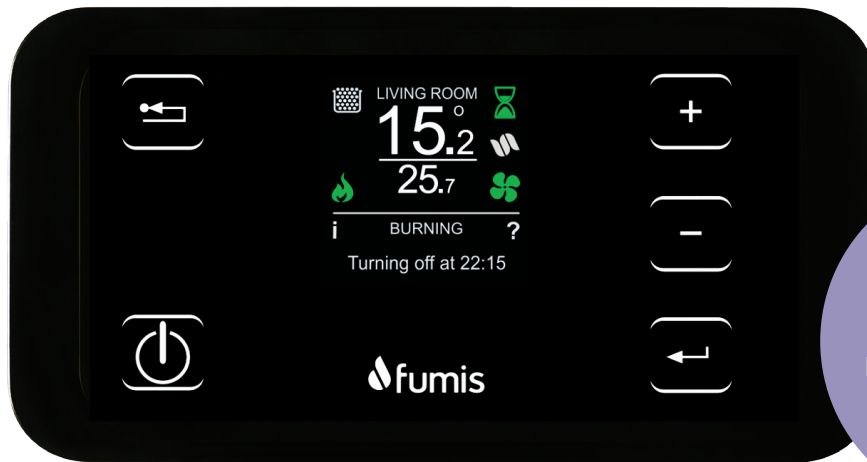 LIVING ROOM
15.2°
25.7
i BURNING ?
Turning off at 22:15
fumis
+
-